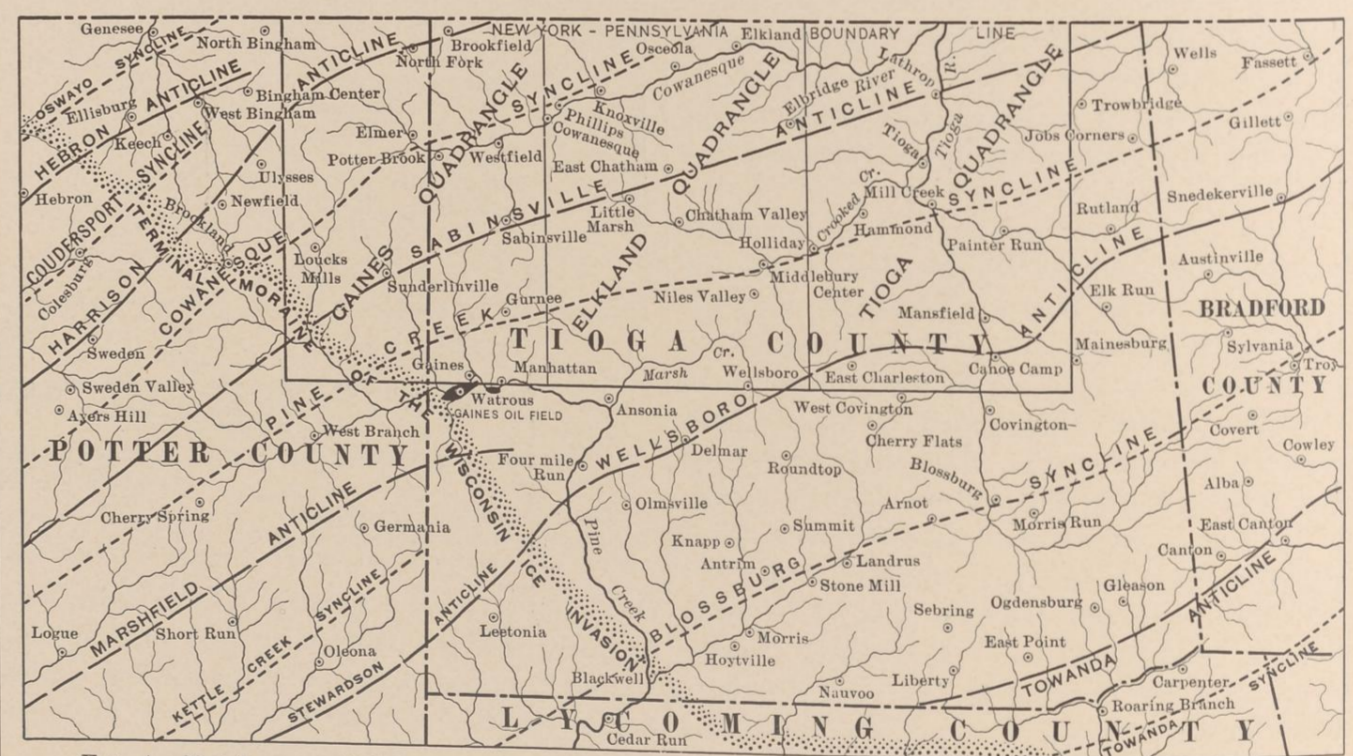 NEW YORK - PENNSYLVANIA BOUNDARY LINE
Genesee
North Bingham
Brookfield
North Fork
Osceola
Elkland
Cowanesque
Elbridge River
Lathrop
R.
Wells
Fassett
OSWAYO SYNCLINE
Ellisburg
HEBRON ANTICLINE
ANTICLINE
Bingham Center
West Bingham
Keech
Elmer
Potter Brook
QUADRANGLE
SYNCLINE
Knoxville
Phillips
Cowanesque
Westfield
East Chatham
QUADRANGLE
ANTICLINE
Tioga
Tioga
QUADRANGLE
Trowbridge
Jobs Corners
Gillett
Hebron
SYNCLINE
Ulysses
Newfield
Brookland
COUDERSPORT
Colesburg
HARRISON
COWANESQUE
TERMINAL MORAINE OF THE WISCONSIN ICE INVASION
Loucks
Mills
GAINES
SABINSVILLE
Sabinsville
Sunderlinville
Little
Marsh
Chatham Valley
ELKLAND
Holliday
Crooked Cr.
Mill Creek
Hammond
SYNCLINE
Painter Run
Rutland
Snedekerville
Middlebury
Center
Niles Valley
TIOGA
Mansfield
ANTICLINE
Elk Run
Austinville
BRADFORD
COUNTY
Sylvania
Troy
Mainesburg
Gurnee
PINE CREEK
TIOGA COUNTY
Gaines
Manhattan
Marsh Cr.
Wellsboro
East Charleston
Canoe Camp
Sweden
Sweden Valley
Ayers Hill
Watrous
GAINES OIL FIELD
Ansonia
West Covington
Covington
Covert
Cowley
POTTER COUNTY
West Branch
Four mile
Run
WELLSBORO
Delmar
Cherry Flats
Roundtop
Blossburg
SYNCLINE
Alba
Cherry Spring
ANTICLINE
Germania
Olmsville
Summit
Arnot
Morris Run
East Canton
Canton
Knapp
Antrim
Landrus
Stone Mill
BLOSSBURG
Pine Creek
MARSHFIELD
Logue
Short Run
Oleona
KETTLE CREEK SYNCLINE
STEWARDSON
ANTICLINE
Leetonia
Morris
Hoytville
Blackwell
Sebring
Ogdensburg
Gleason
East Point
ANTICLINE
TOWANDA
Liberty
Nauvoo
Carpenter
Roaring Branch
TOWANDA SYNCLINE
Cedar Run
LYCOMING COUNTY